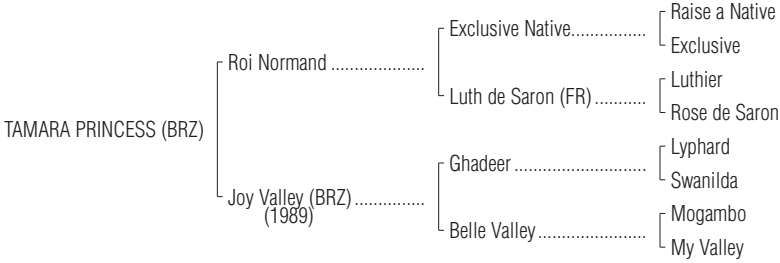 Raise a Native
Exclusive Native................
Exclusive
Roi Normand ...................
Luthier
Luth de Saron (FR) ...........
Rose de Saron
TAMARA PRINCESS (BRZ)
Lyphard
Ghadeer ...........................
Swanilda
Joy Valley (BRZ) ..............
(1989)
Mogambo
Belle Valley ......................
My Valley